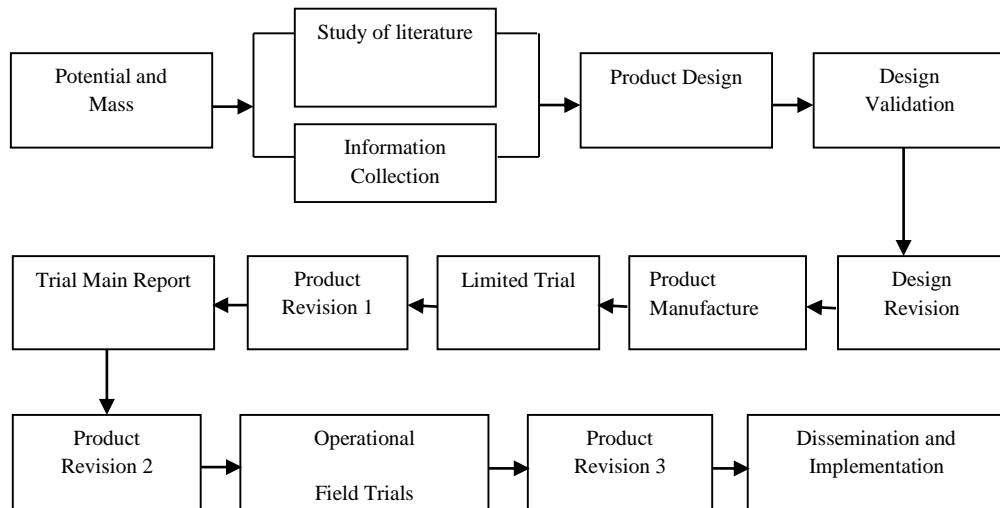 Potential and
Mass
Study of literature
Information
Collection
Product Design
Design
Validation
Trial Main Report
Product
Revision 1
Limited Trial
Product
Manufacture
Design
Revision
Product
Revision 2
Operational
Field Trials
Product
Revision 3
Dissemination and
Implementation